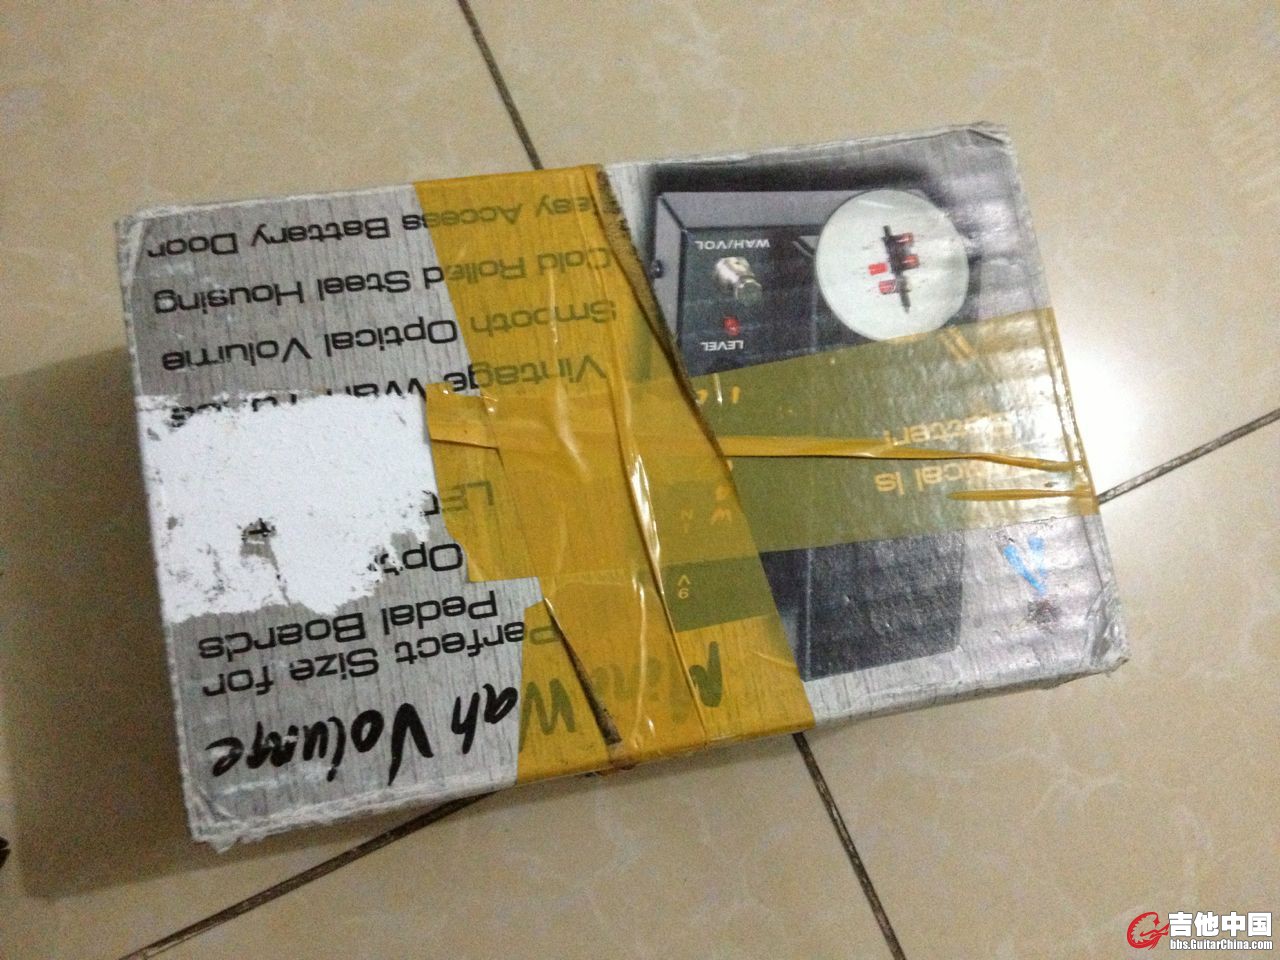 Mini Wah Volume
Perfect Size for
Pedal Boards
Vintage Wah
Smooth Optical Volume
Cold Rolled Steel Housing
Easy Access Battery Door
Is
LEVEL
WAH/VOL
吉他中国
bbs.GuitarChina.com